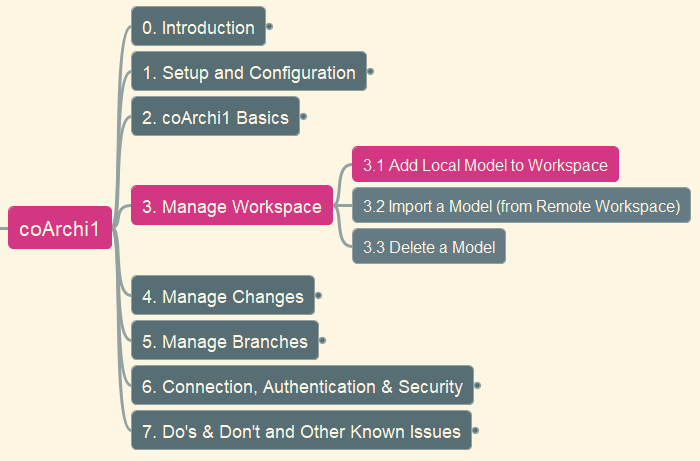 0. Introduction
1. Setup and Configuration
2. coArchi1 Basics
coArchi1
3. Manage Workspace
3.1 Add Local Model to Workspace
3.2 Import a Model (from Remote Workspace)
3.3 Delete a Model
4. Manage Changes
5. Manage Branches
6. Connection, Authentication & Security
7. Do's & Don't and Other Known Issues